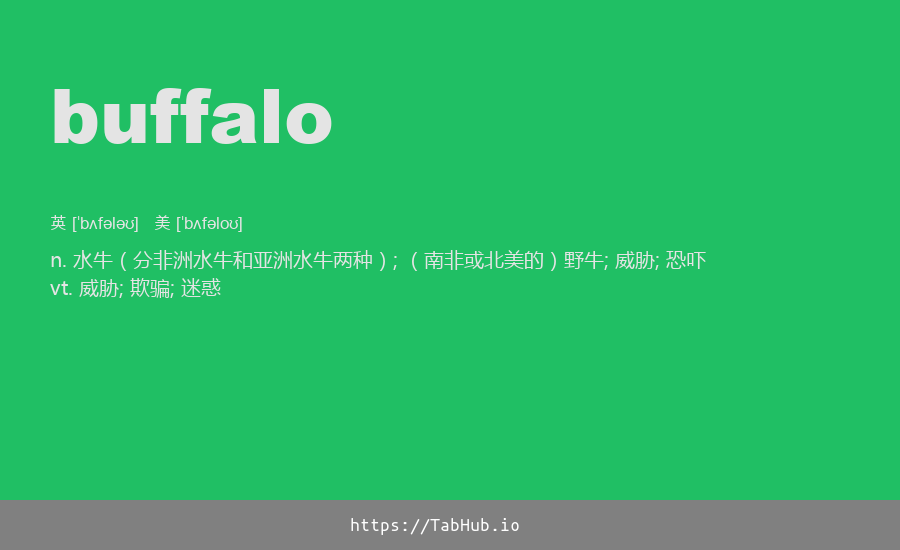 buffalo
英 [ˈbʌfələʊ] 美 [ˈbʌfəloʊ]
n. 水牛（分非洲水牛和亚洲水牛两种）; （南非或北美的）野牛; 威胁; 恐吓
vt. 威胁; 欺骗; 迷惑
https://TabHub.io